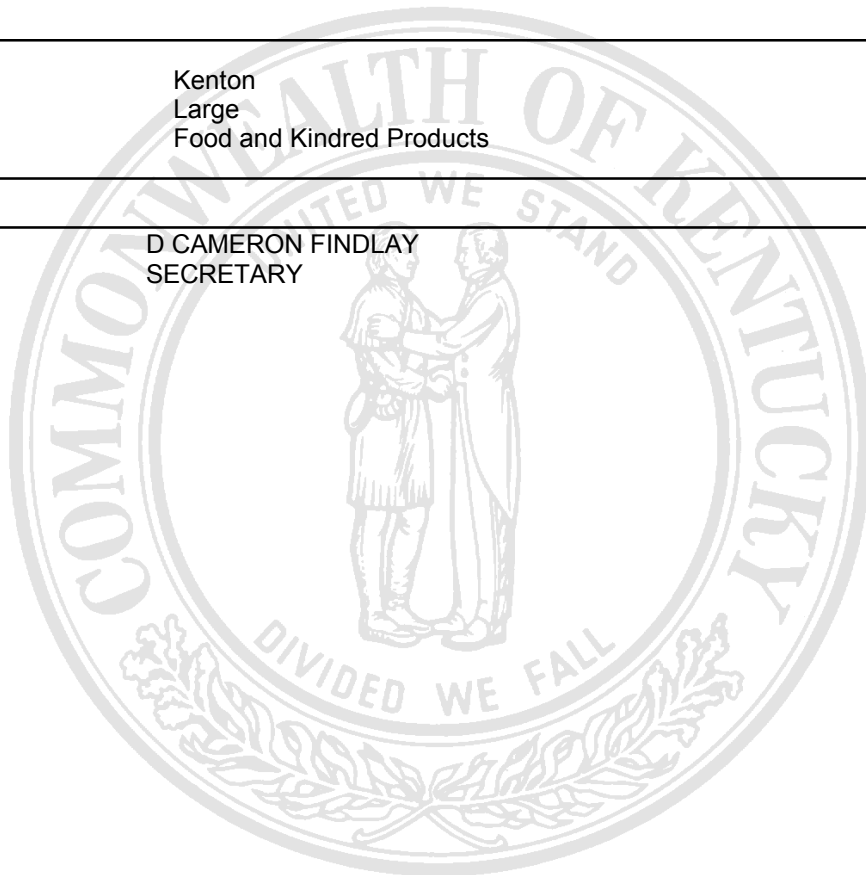 Kenton
Large
Food and Kindred Products
D CAMERON FINDLAY
SECRETARY
COMMONWEALTH OF KENTUCKY
UNITED WE STAND
DIVIDED WE FALL